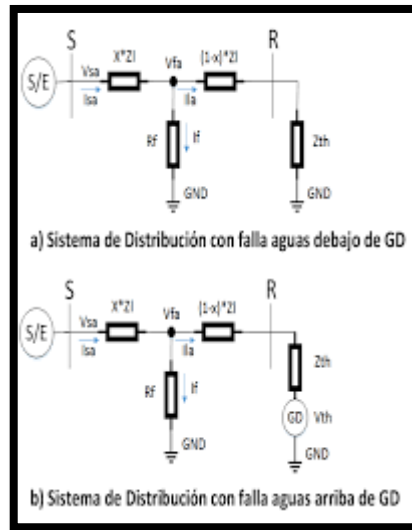 S
R
Vsa
X*Zl
Vfa
(1-x)*Zl
S/E
Isa
Ila
Rf
If
Zth
GND
GND
a) Sistema de Distribución con falla aguas debajo de GD
S
R
Vsa
X*Zl
Vfa
(1-x)*Zl
S/E
Isa
Ila
Rf
If
Zth
GD
Vth
GND
GND
b) Sistema de Distribución con falla aguas arriba de GD